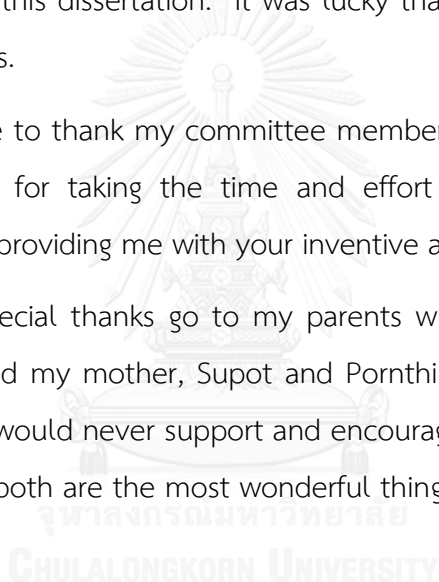 this dissertation. It was lucky tha
s.
e to thank my committee member
for taking the time and effort
providing me with your inventive a
ecial thanks go to my parents w
d my mother, Supot and Pornthi
would never support and encourag
both are the most wonderful thing
จุฬาลงกรณ์มหาวิทยาลัย
CHULALONGKORN UNIVERSITY